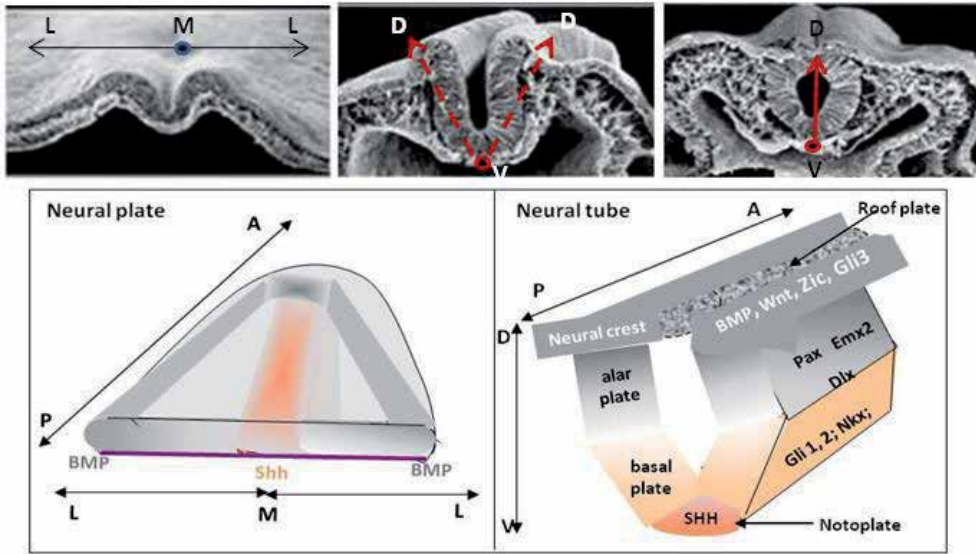 L M L
D D
V
D
V
Neural plate
A
P
BMP
Shh
BMP
L M L
Neural tube
A
Roof plate
P
BMP, Wnt, Zic, Gli3
Neural crest
D
Pax Emx2
alar
plate
Dlx
Gli 1, 2; Nkx;
basal
plate
SHH
V
Notoplate